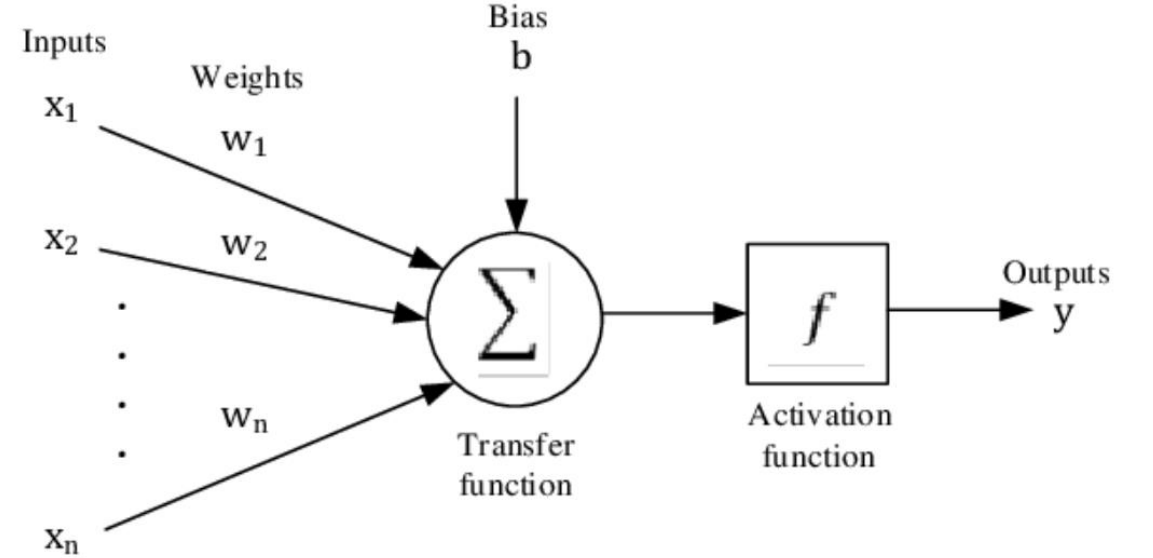 Bias
b
Inputs
Weights
x₁
w₁
x₂
w₂
.
.
.
.
wₙ
xₙ
∑
Transfer
function
f
Activation
function
Outputs
y